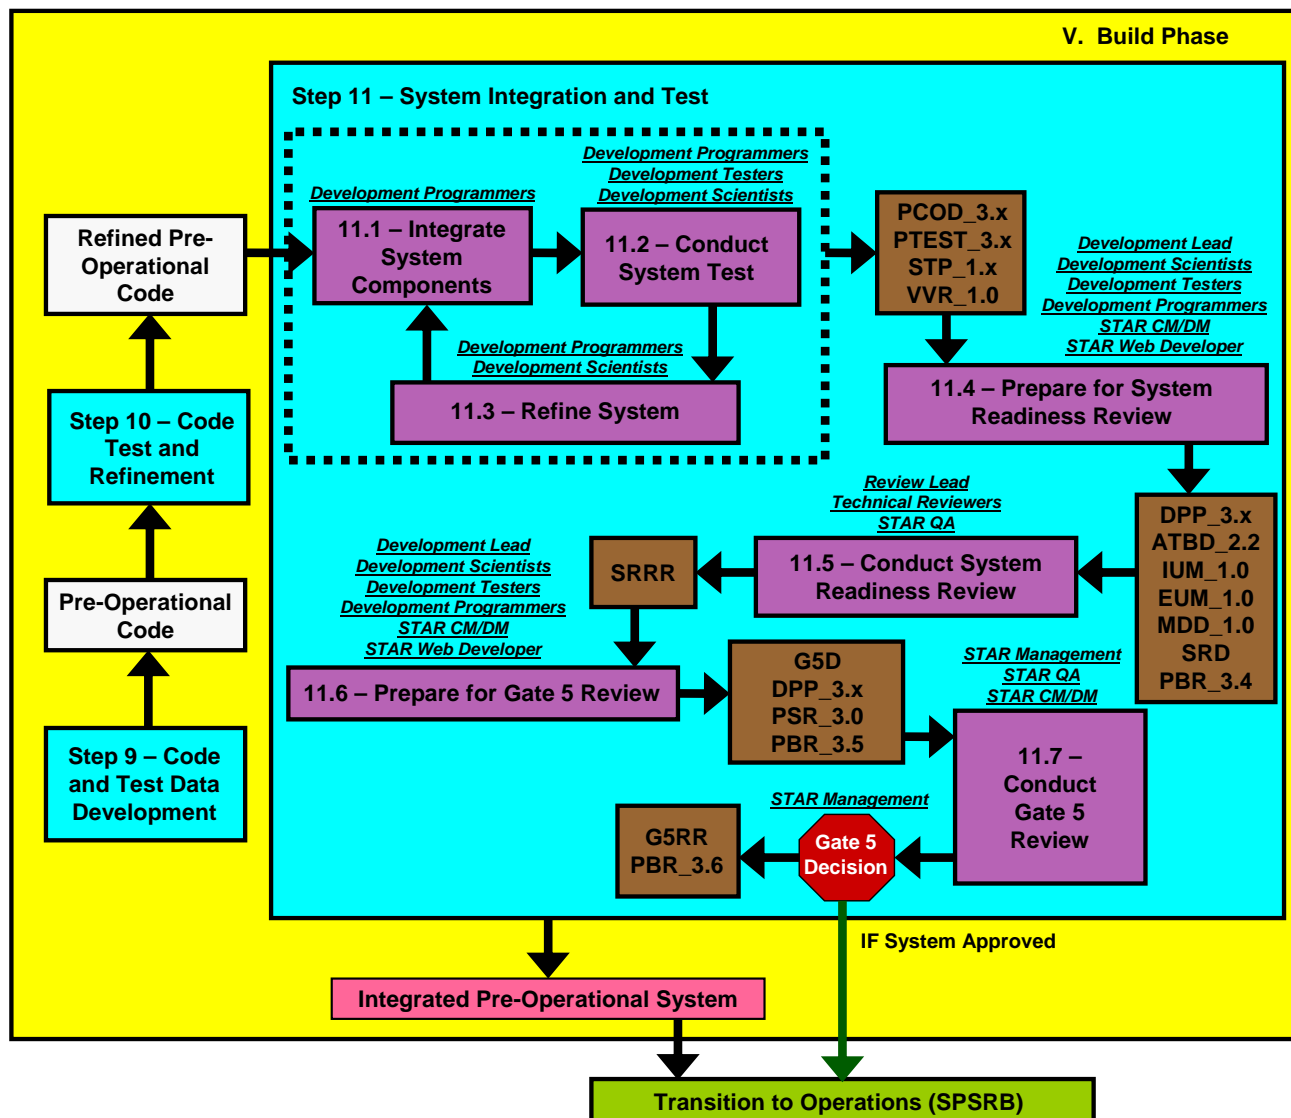 V. Build Phase
Step 11 – System Integration and Test
Development Programmers
Development Programmers
Development Testers
Development Scientists
11.1 – Integrate
System
Components
11.2 – Conduct
System Test
Development Programmers
Development Scientists
11.3 – Refine System
PCOD_3.x
PTEST_3.x
STP_1.x
VVR_1.0
Development Lead
Development Scientists
Development Testers
Development Programmers
STAR CM/DM
STAR Web Developer
11.4 – Prepare for System
Readiness Review
Refined Pre-
Operational
Code
Step 10 – Code
Test and
Refinement
Pre-Operational
Code
Step 9 – Code
and Test Data
Development
DPP_3.x
ATBD_2.2
IUM_1.0
EUM_1.0
MDD_1.0
SRD
PBR_3.4
Review Lead
Technical Reviewers
STAR QA
11.5 – Conduct System
Readiness Review
SRRR
Development Lead
Development Scientists
Development Testers
Development Programmers
STAR CM/DM
STAR Web Developer
11.6 – Prepare for Gate 5 Review
G5D
DPP_3.x
PSR_3.0
PBR_3.5
STAR Management
STAR QA
STAR CM/DM
11.7 –
Conduct
Gate 5
Review
STAR Management
Gate 5
Decision
G5RR
PBR_3.6
IF System Approved
Integrated Pre-Operational System
Transition to Operations (SPSRB)